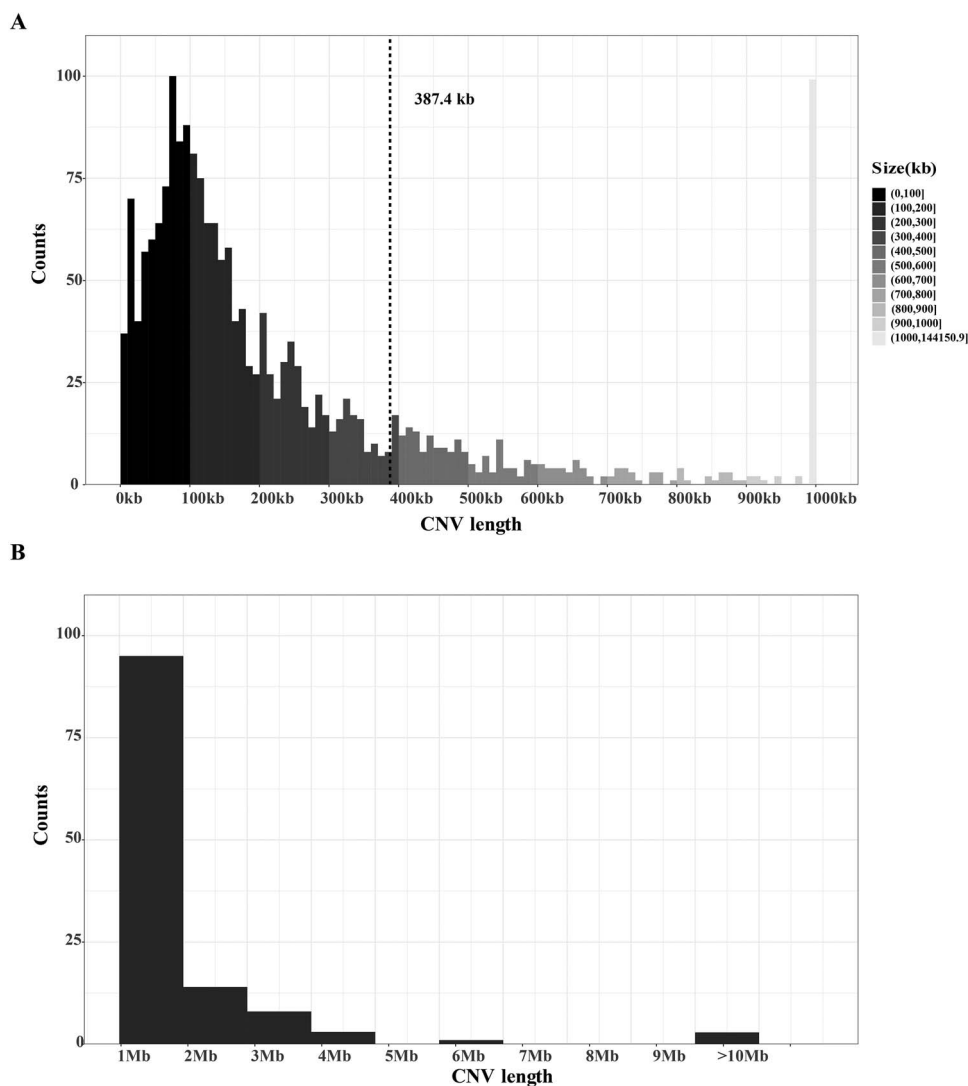 A
100
75
50
25
0
Counts
387.4 kb
0kb 100kb 200kb 300kb 400kb 500kb 600kb 700kb 800kb 900kb 1000kb
CNV length
Size(kb)
(0,100]
(100,200]
(200,300]
(300,400]
(400,500]
(500,600]
(600,700]
(700,800]
(800,900]
(900,1000]
(1000,144150.9]
B
100
75
50
25
0
Counts
1Mb 2Mb 3Mb 4Mb 5Mb 6Mb 7Mb 8Mb 9Mb >10Mb
CNV length